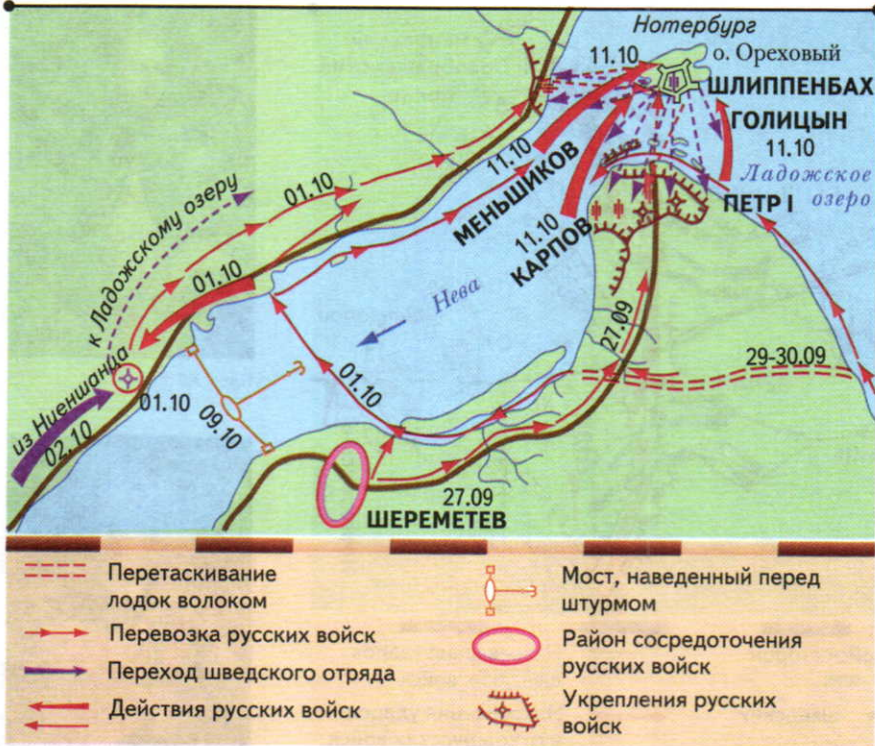 Нотербург
о. Ореховый
11.10
ШЛИППЕНБАХ
ГОЛИЦЫН
11.10
Ладожское
озеро
ПЕТР I
11.10
МЕНЬШИКОВ
11.10
КАРПОВ
к Ладожскому озеру
01.10
01.10
Нева
27.09
29-30.09
01.10
01.10
09.10
из Ниеншанца
02.10
27.09
ШЕРЕМЕТЕВ
Перетаскивание
лодок волоком
Перевозка русских войск
Переход шведского отряда
Действия русских войск
Мост, наведенный перед
штурмом
Район сосредоточения
русских войск
Укрепления русских
войск